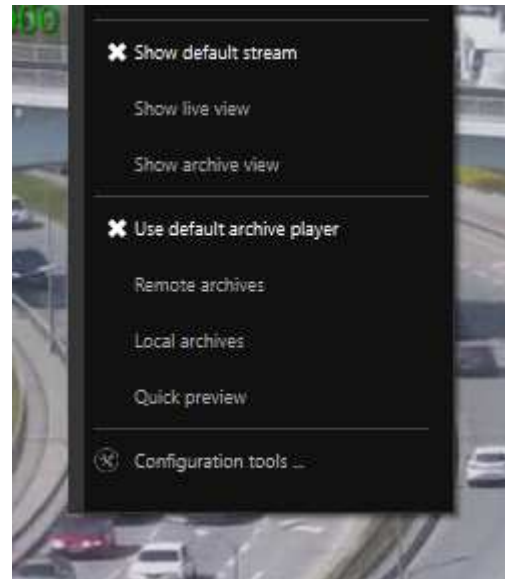 Show default stream
Show live view
Show archive view
Use default archive player
Remote archives
Local archives
Quick preview
Configuration tools ...